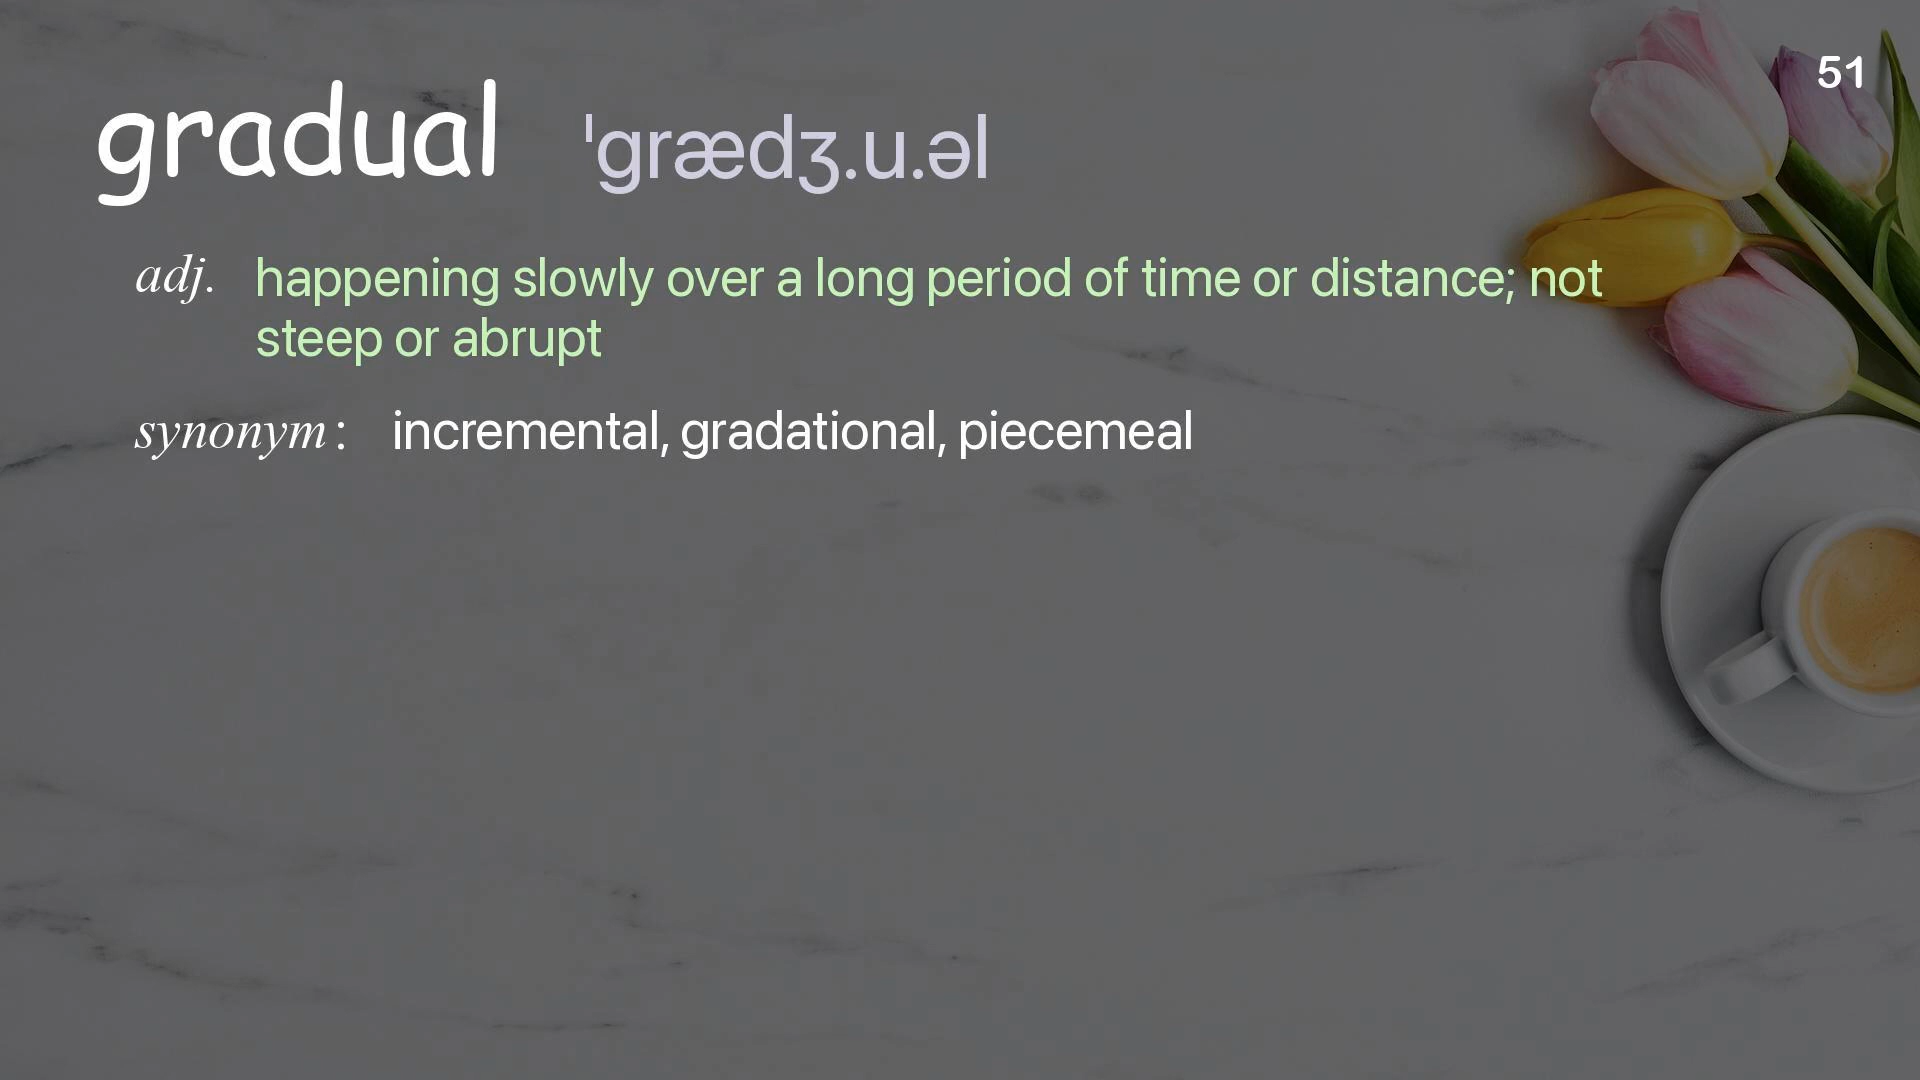 51
gradual ˈɡrædʒ.u.əl
adj. happening slowly over a long period of time or distance; not
steep or abrupt
synonym: incremental, gradational, piecemeal